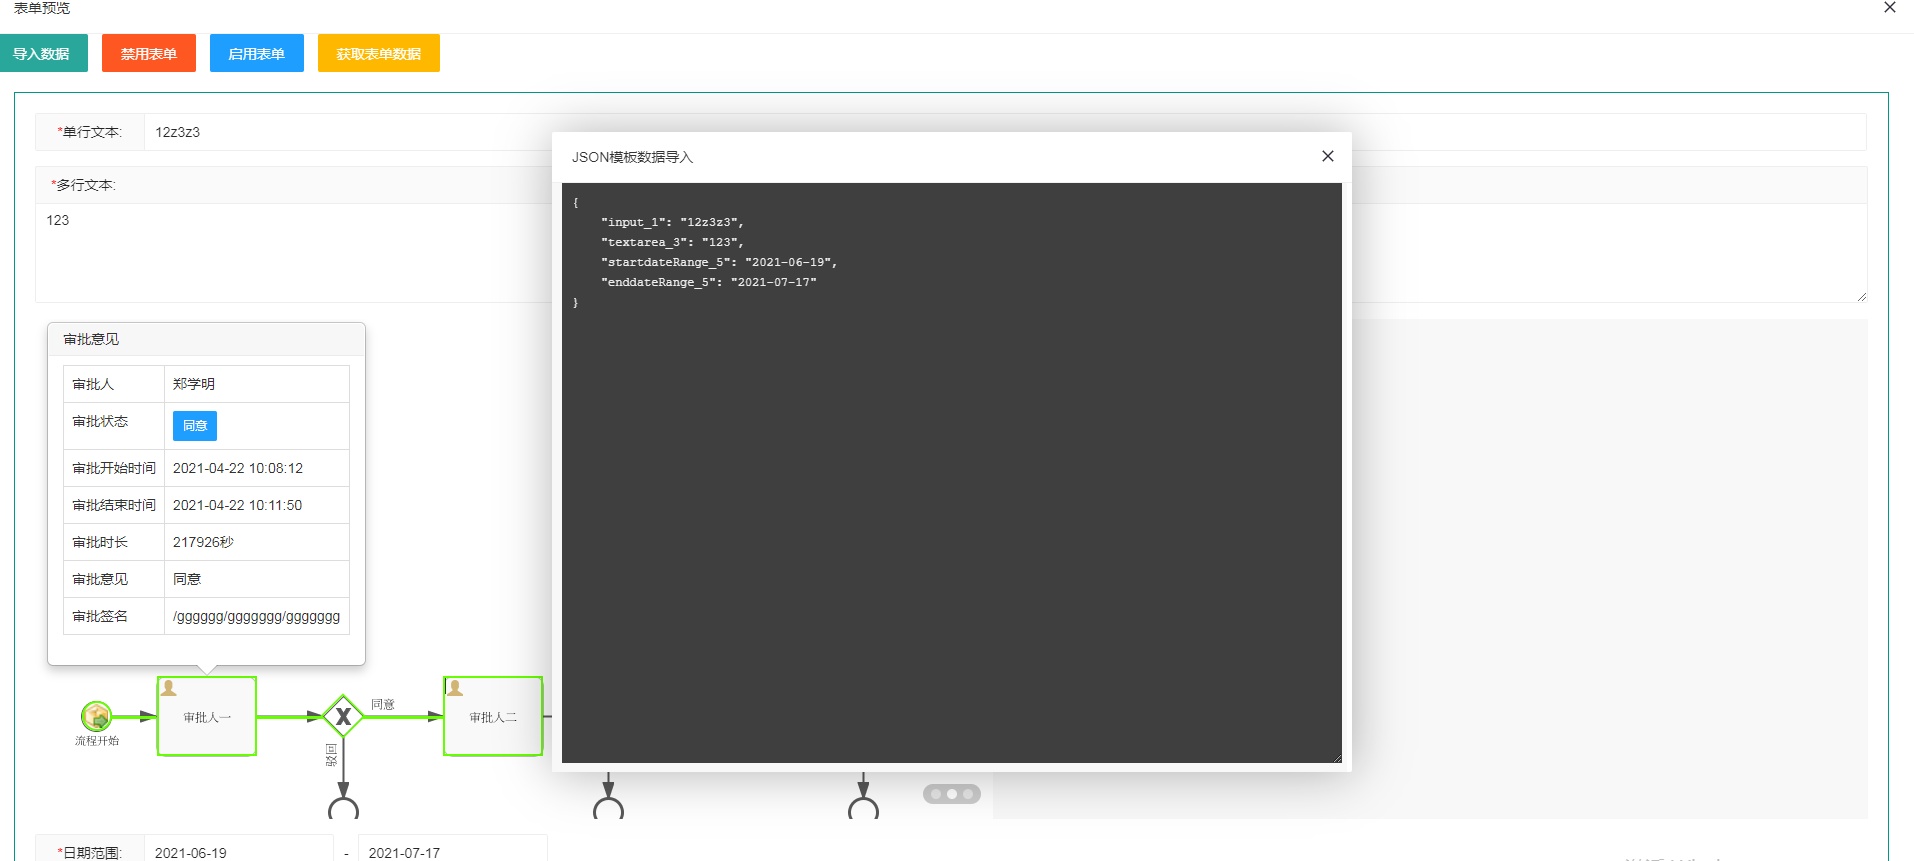 表单预览
导入数据 禁用表单 启用表单 获取表单数据
*单行文本: 12z3z3
*多行文本:
123
JSON模板数据导入
{
"input_1": "12z3z3",
"textarea_3": "123",
"startdateRange_5": "2021-06-19",
"enddateRange_5": "2021-07-17"
}
审批意见
审批人 郑学明
审批状态 同意
审批开始时间 2021-04-22 10:08:12
审批结束时间 2021-04-22 10:11:50
审批时长 217926秒
审批意见 同意
审批签名 /gggggg/ggggggg/ggggggg
流程开始
审批人一
X
同意
驳回
审批人二
*日期范围: 2021-06-19 - 2021-07-17